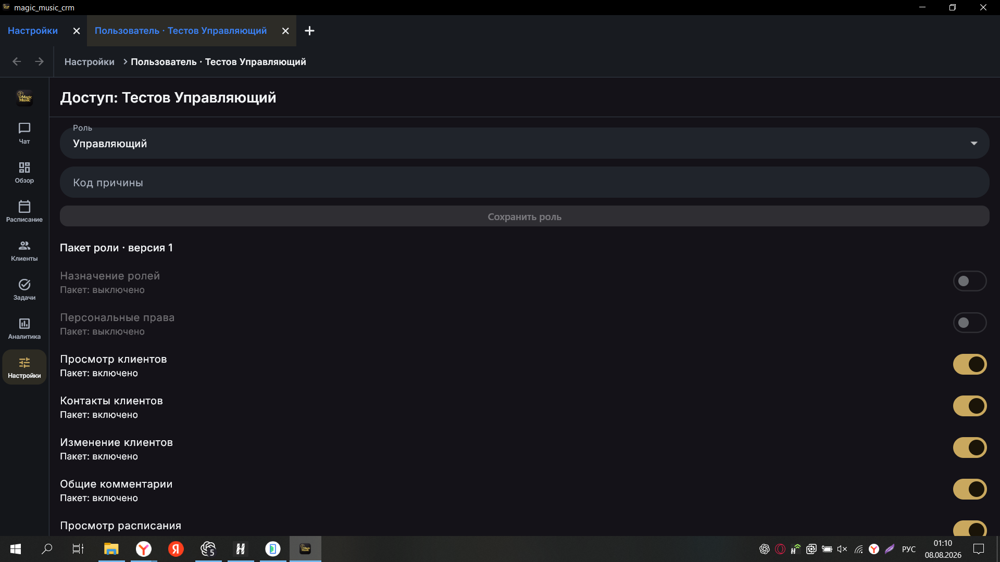 magic_music_crm
Настройки
Пользователь · Тестов Управляющий
Настройки
Пользователь · Тестов Управляющий
Magic Music
Доступ: Тестов Управляющий
Чат
Обзор
Расписание
Клиенты
Задачи
Аналитика
Настройки
Роль
Управляющий
Код причины
Сохранить роль
Пакет роли · версия 1
Назначение ролей
Пакет: выключено
Персональные права
Пакет: выключено
Просмотр клиентов
Пакет: включено
Контакты клиентов
Пакет: включено
Изменение клиентов
Пакет: включено
Общие комментарии
Пакет: включено
Просмотр расписания
РУС
01:10
08.08.2026